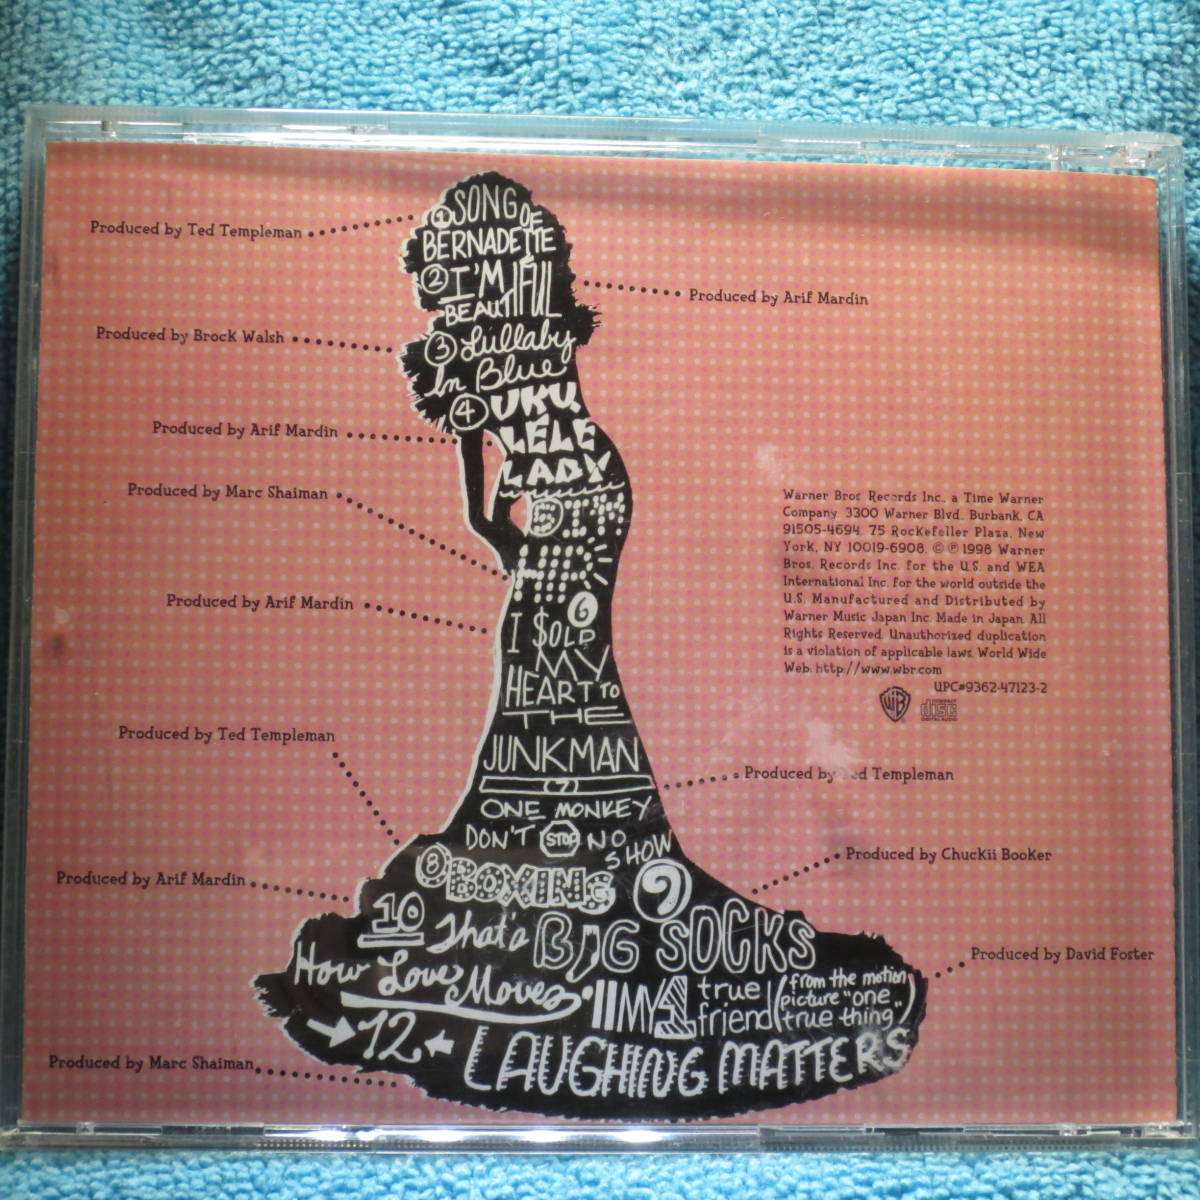 Produced by Ted Templeman
① SONG OF
BERNADETTE
② I'M
BEAUTIFUL
Produced by Arif Mardin
Produced by Brock Walsh
③ Lullaby
In Blue
④ UKU
LÉLÉ
LADY
Produced by Arif Mardin
Produced by Marc Shaiman
5 I'M
HIP
Produced by Arif Mardin
6
I $OLD
MY
HEART TO
THE
JUNKMAN
Produced by Ted Templeman
Produced by Ted Templeman
(7)
ONE MONKEY
DON'T STOP NO
SHOW
8 BOXING
9
BIG SOCKS
Produced by Chuckii Booker
Produced by Arif Mardin
10 That's
How Love Moves
11 MY 1 true
friend
(from the motion
picture "one
true thing")
Produced by David Foster
12
LAUGHING MATTERS
Produced by Marc Shaiman
Warner Bros. Records Inc., a Time Warner
Company. 3300 Warner Blvd., Burbank, CA
91505-4694. 75 Rockefeller Plaza, New
York, NY 10019-6908. © ℗ 1998 Warner
Bros. Records Inc. for the U.S. and WEA
International Inc. for the world outside the
U.S. Manufactured and Distributed by
Warner Music Japan Inc. Made in Japan. All
Rights Reserved. Unauthorized duplication
is a violation of applicable laws. World Wide
Web: http://www.wbr.com
UPC#9362-47123-2
WB
COMPACT
disc
DIGITAL AUDIO